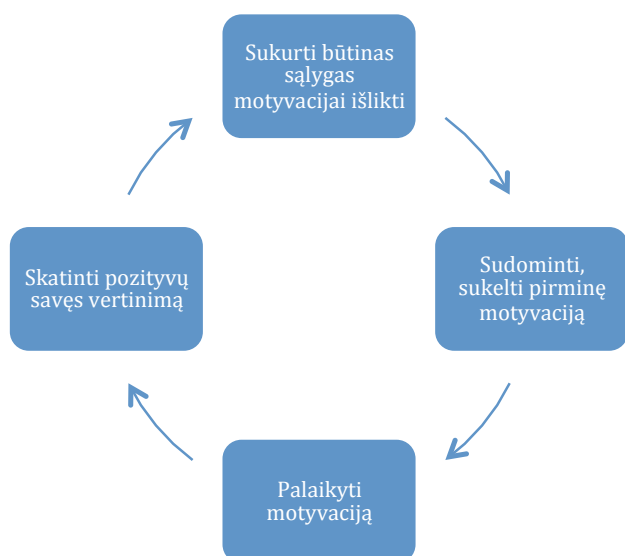 Sukurti būtinas
sąlygas
motyvacijai išlikti
Sudominti,
sukelti pirminę
motyvaciją
Palaikyti
motyvaciją
Skatinti pozityvų
savęs vertinimą